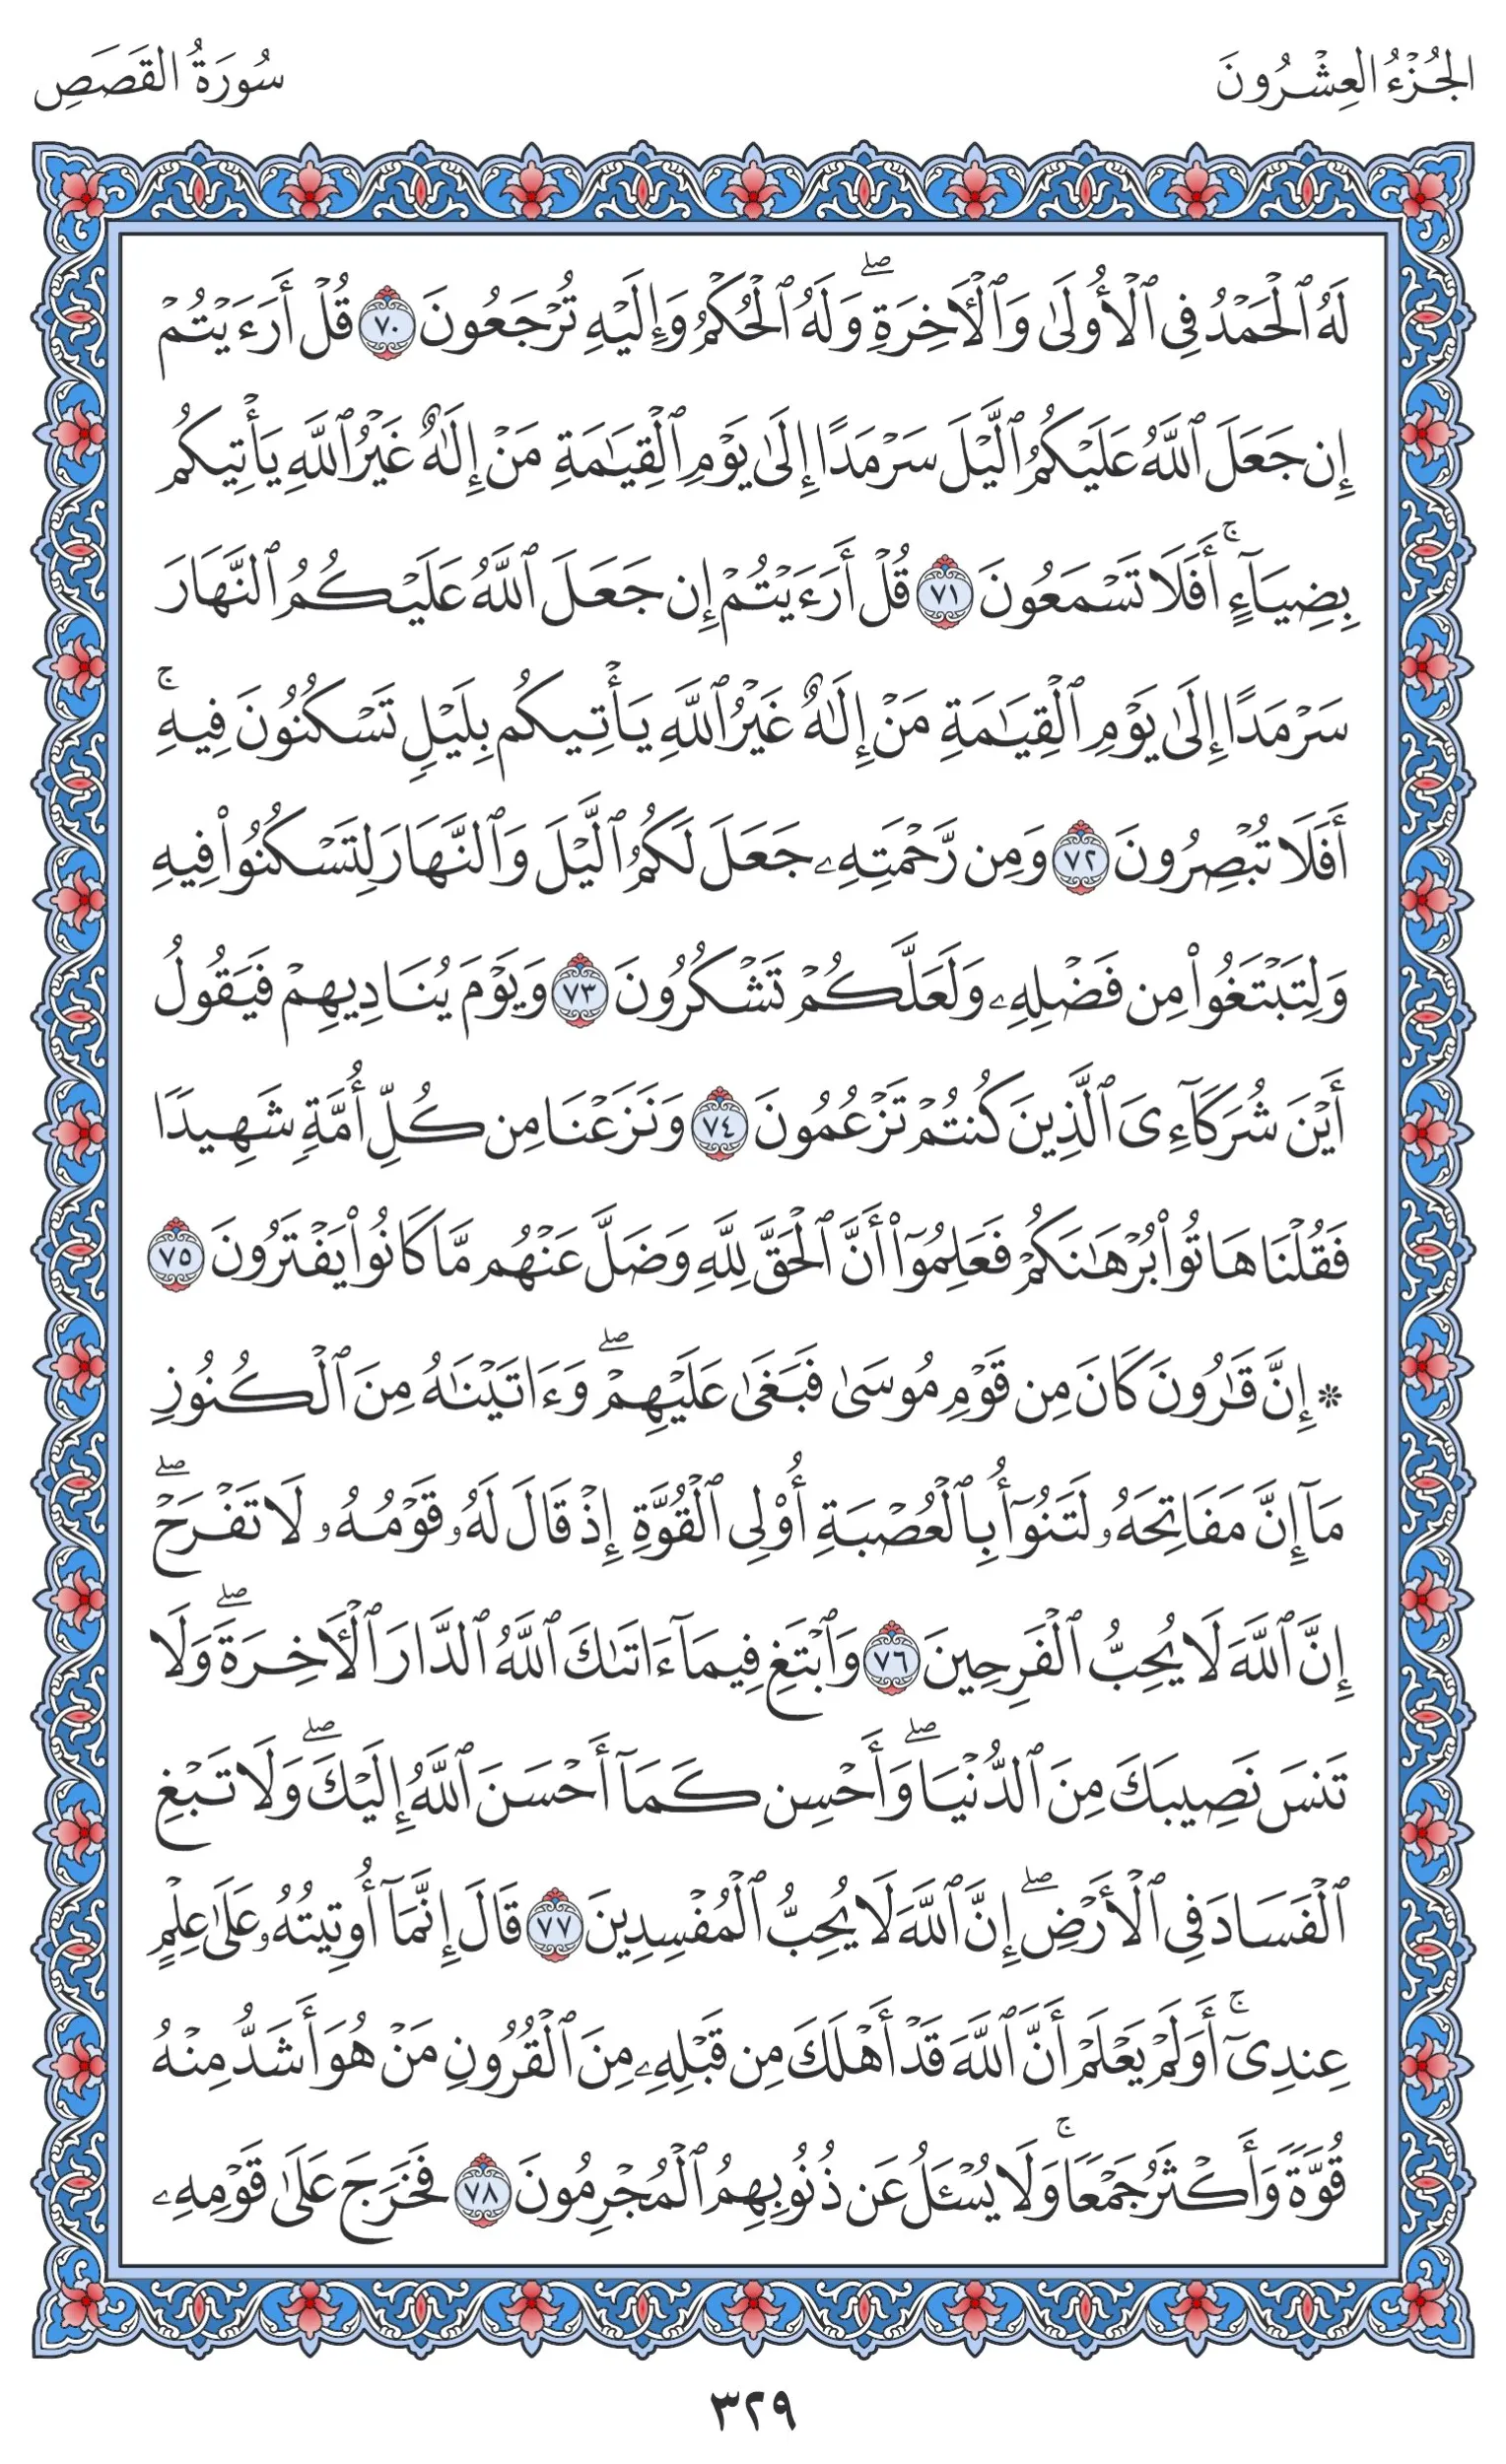 الجُزْءُ العِشْرُونَ
سُورَةُ القَصَصِ
لَهُ ٱلْحَمْدُ فِى ٱلْأُولَىٰ وَٱلْـَٔاخِرَةِۖ وَلَهُ ٱلْحُكْمُ وَإِلَيْهِ تُرْجَعُونَ ٧٠ قُلْ أَرَءَيْتُمْ
إِن جَعَلَ ٱللَّهُ عَلَيْكُمُ ٱلَّيْلَ سَرْمَدًا إِلَىٰ يَوْمِ ٱلْقِيَـٰمَةِ مَنْ إِلَـٰهٌ غَيْرُ ٱللَّهِ يَأْتِيكُم
بِضِيَآءٍۚ أَفَلَا تَسْمَعُونَ ٧١ قُلْ أَرَءَيْتُمْ إِن جَعَلَ ٱللَّهُ عَلَيْكُمُ ٱلنَّهَارَ
سَرْمَدًا إِلَىٰ يَوْمِ ٱلْقِيَـٰمَةِ مَنْ إِلَـٰهٌ غَيْرُ ٱللَّهِ يَأْتِيكُم بِلَيْلٍ تَسْكُنُونَ فِيهِۚ
أَفَلَا تُبْصِرُونَ ٧٢ وَمِن رَّحْمَتِهِۦ جَعَلَ لَكُمُ ٱلَّيْلَ وَٱلنَّهَارَ لِتَسْكُنُوا۟ فِيهِ
وَلِتَبْتَغُوا۟ مِن فَضْلِهِۦ وَلَعَلَّكُمْ تَشْكُرُونَ ٧٣ وَيَوْمَ يُنَادِيهِمْ فَيَقُولُ
أَيْنَ شُرَكَآءِىَ ٱلَّذِينَ كُنتُمْ تَزْعُمُونَ ٧٤ وَنَزَعْنَا مِن كُلِّ أُمَّةٍ شَهِيدًا
فَقُلْنَا هَاتُوا۟ بُرْهَـٰنَكُمْ فَعَلِمُوٓا۟ أَنَّ ٱلْحَقَّ لِلَّهِ وَضَلَّ عَنْهُم مَّا كَانُوا۟ يَفْتَرُونَ ٧٥
* إِنَّ قَـٰرُونَ كَانَ مِن قَوْمِ مُوسَىٰ فَبَغَىٰ عَلَيْهِمْۖ وَءَاتَيْنَـٰهُ مِنَ ٱلْكُنُوزِ
مَآ إِنَّ مَفَاتِحَهُۥ لَتَنُوٓأُ بِٱلْعُصْبَةِ أُو۟لِى ٱلْقُوَّةِ إِذْ قَالَ لَهُۥ قَوْمُهُۥ لَا تَفْرَحْۖ
إِنَّ ٱللَّهَ لَا يُحِبُّ ٱلْفَرِحِينَ ٧٦ وَٱبْتَغِ فِيمَآ ءَاتَىٰكَ ٱللَّهُ ٱلدَّارَ ٱلْـَٔاخِرَةَۖ وَلَا
تَنسَ نَصِيبَكَ مِنَ ٱلدُّنْيَاۖ وَأَحْسِن كَمَآ أَحْسَنَ ٱللَّهُ إِلَيْكَۖ وَلَا تَبْغِ
ٱلْفَسَادَ فِى ٱلْأَرْضِۖ إِنَّ ٱللَّهَ لَا يُحِبُّ ٱلْمُفْسِدِينَ ٧٧ قَالَ إِنَّمَآ أُوتِيتُهُۥ عَلَىٰ عِلْمٍ
عِندِىٓۚ أَوَلَمْ يَعْلَمْ أَنَّ ٱللَّهَ قَدْ أَهْلَكَ مِن قَبْلِهِۦ مِنَ ٱلْقُرُونِ مَنْ هُوَ أَشَدُّ مِنْهُ
قُوَّةً وَأَكْثَرُ جَمْعًاۚ وَلَا يُسْـَٔلُ عَن ذُنُوبِهِمُ ٱلْمُجْرِمُونَ ٧٨ فَخَرَجَ عَلَىٰ قَوْمِهِۦ
٣٢٩